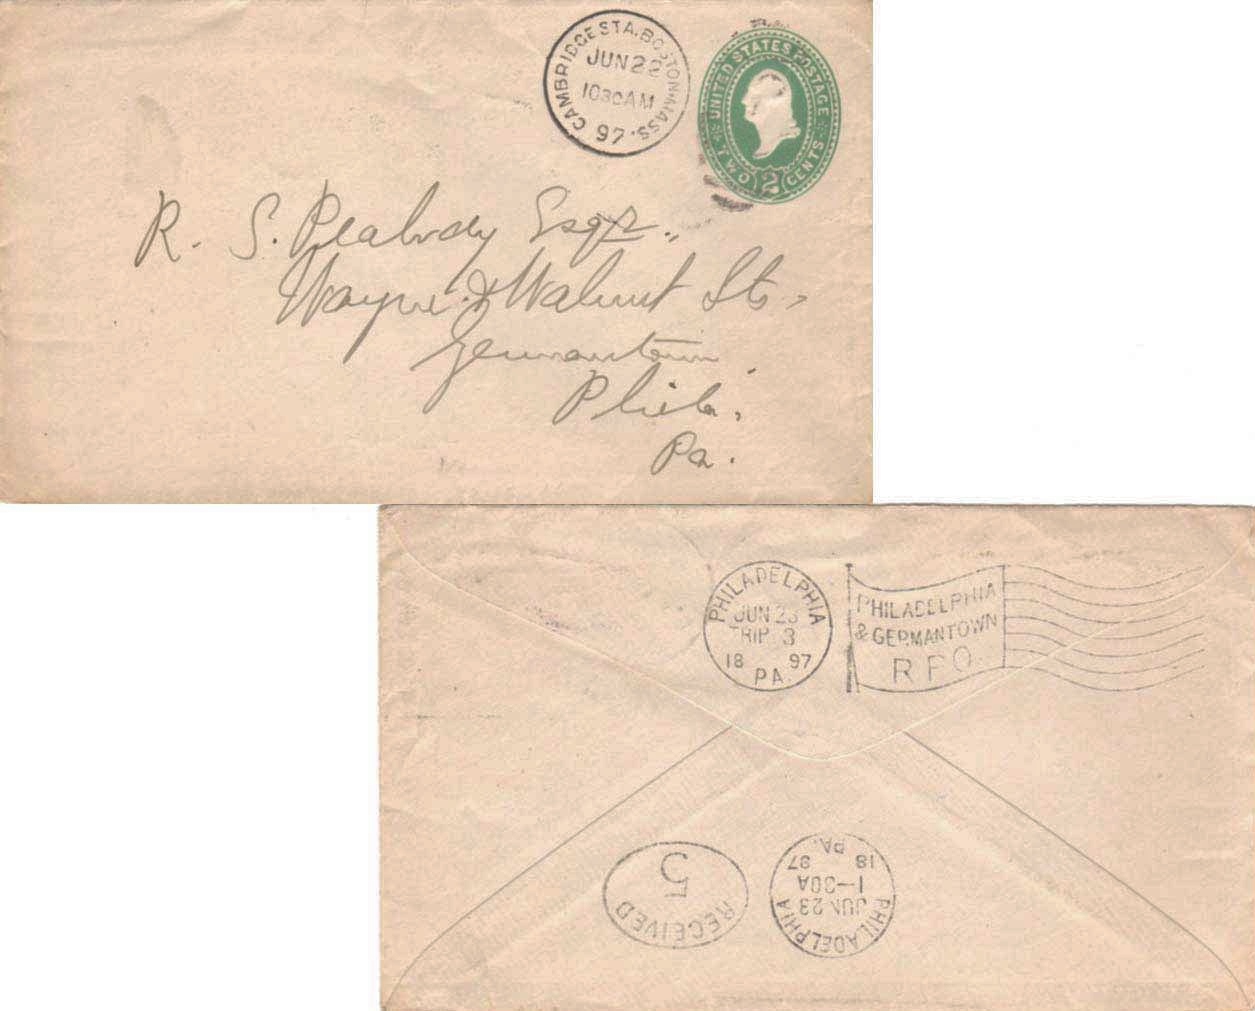 CAMBRIDGE STA. BOSTON, MASS.
JUN 22
1030AM
97
UNITED STATES POSTAGE
TWO 2 CENTS
R. S. Peabody Esqr.
Wayne & Walnut Sts,
Germantown
Phila.
Pa.
PHILADELPHIA
JUN 23
TRIP 3
18 97
PA.
PHILADELPHIA
& GERMANTOWN
R P O.
RECEIVED
5
PHILADELPHIA
JUN 23
1-30A
18 97
PA.